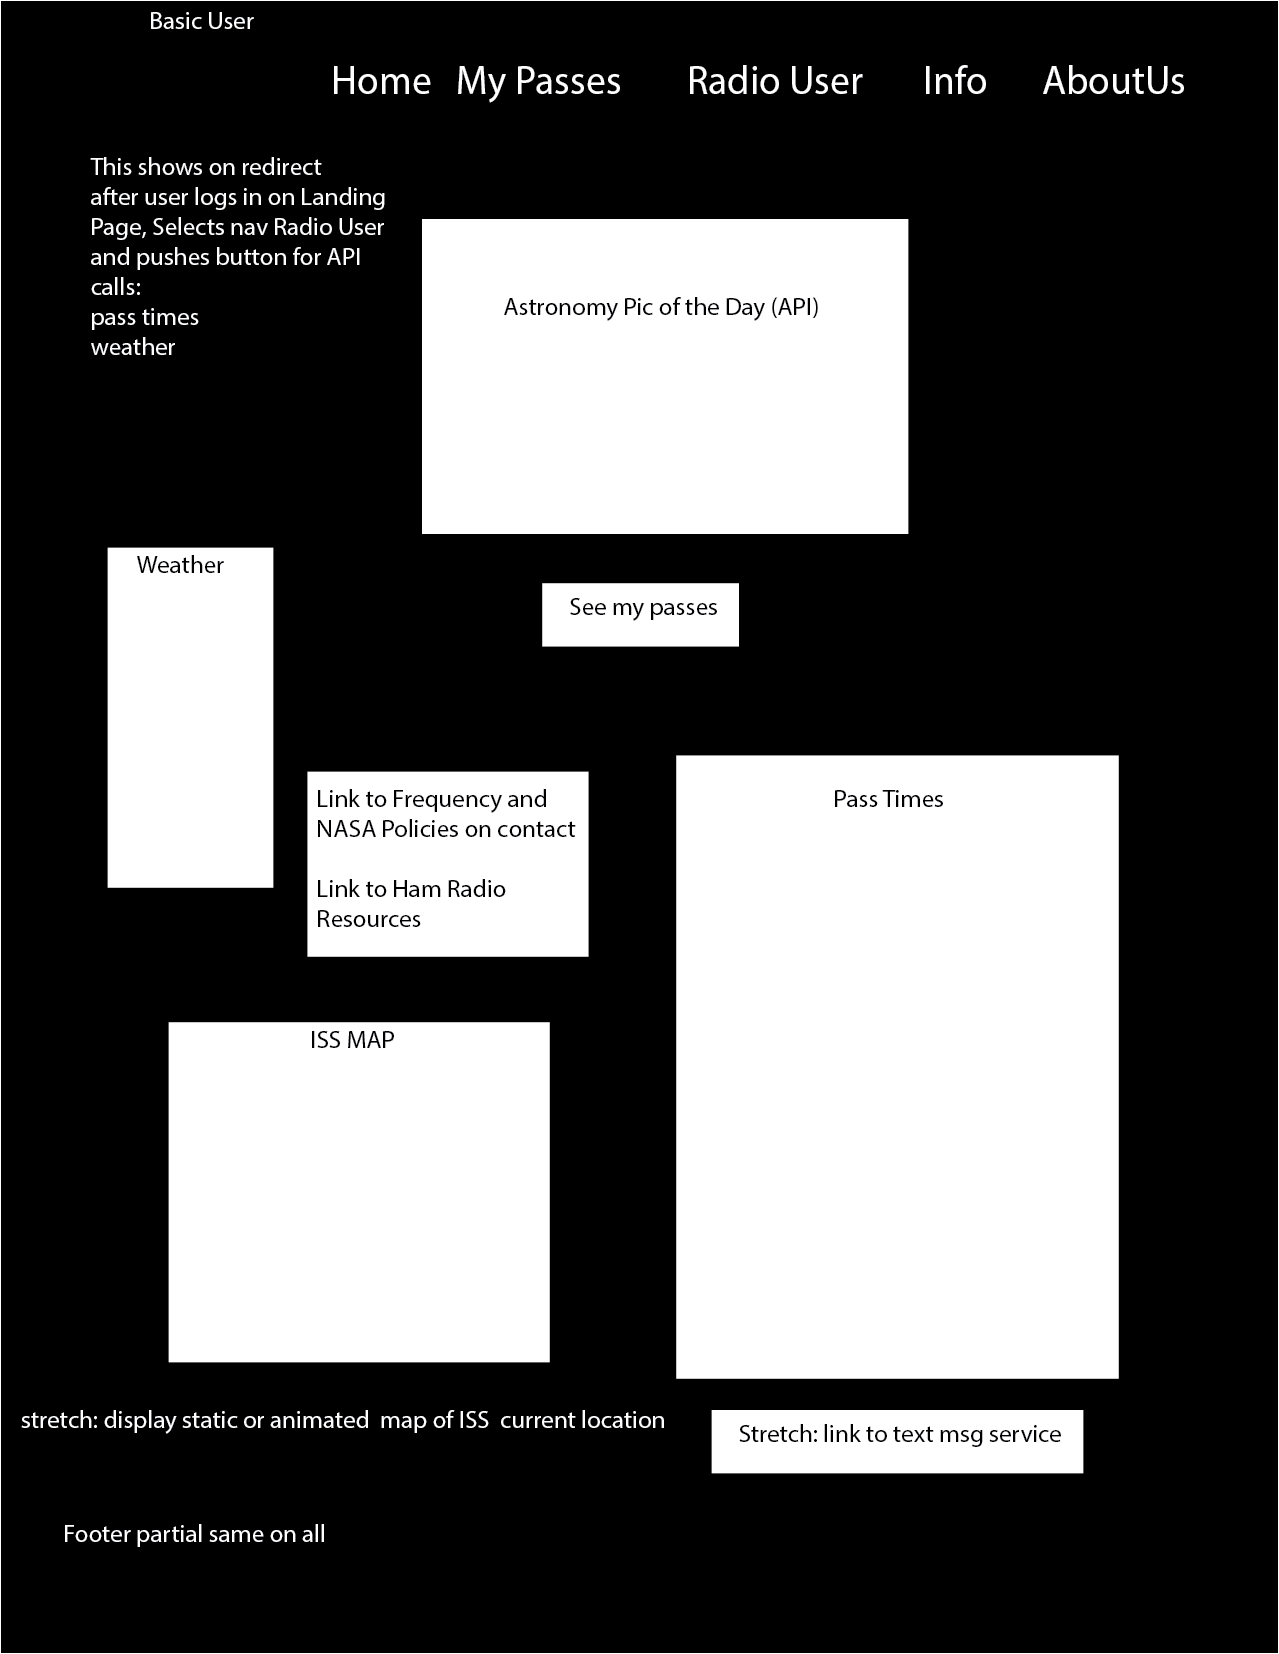 Basic User
Home My Passes Radio User Info AboutUs
This shows on redirect
after user logs in on Landing
Page, Selects nav Radio User
and pushes button for API
calls:
pass times
weather
Astronomy Pic of the Day (API)
Weather
See my passes
Link to Frequency and
NASA Policies on contact
Link to Ham Radio
Resources
Pass Times
ISS MAP
stretch: display static or animated  map of ISS  current location
Stretch: link to text msg service
Footer partial same on all